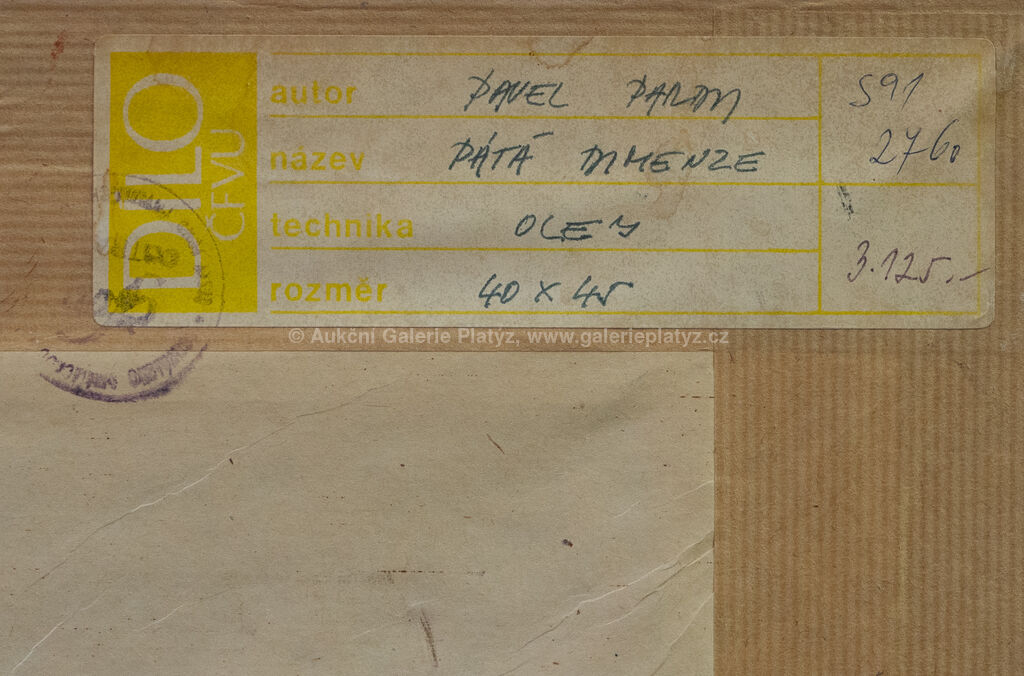 DÍLO
ČFVU
autor PAVEL PARDM S91
název PÁTÁ DIMENZE 2760
technika OLEJ
rozměr 40 x 45 3.125.-
© Aukční Galerie Platýz, www.galerieplatyz.cz